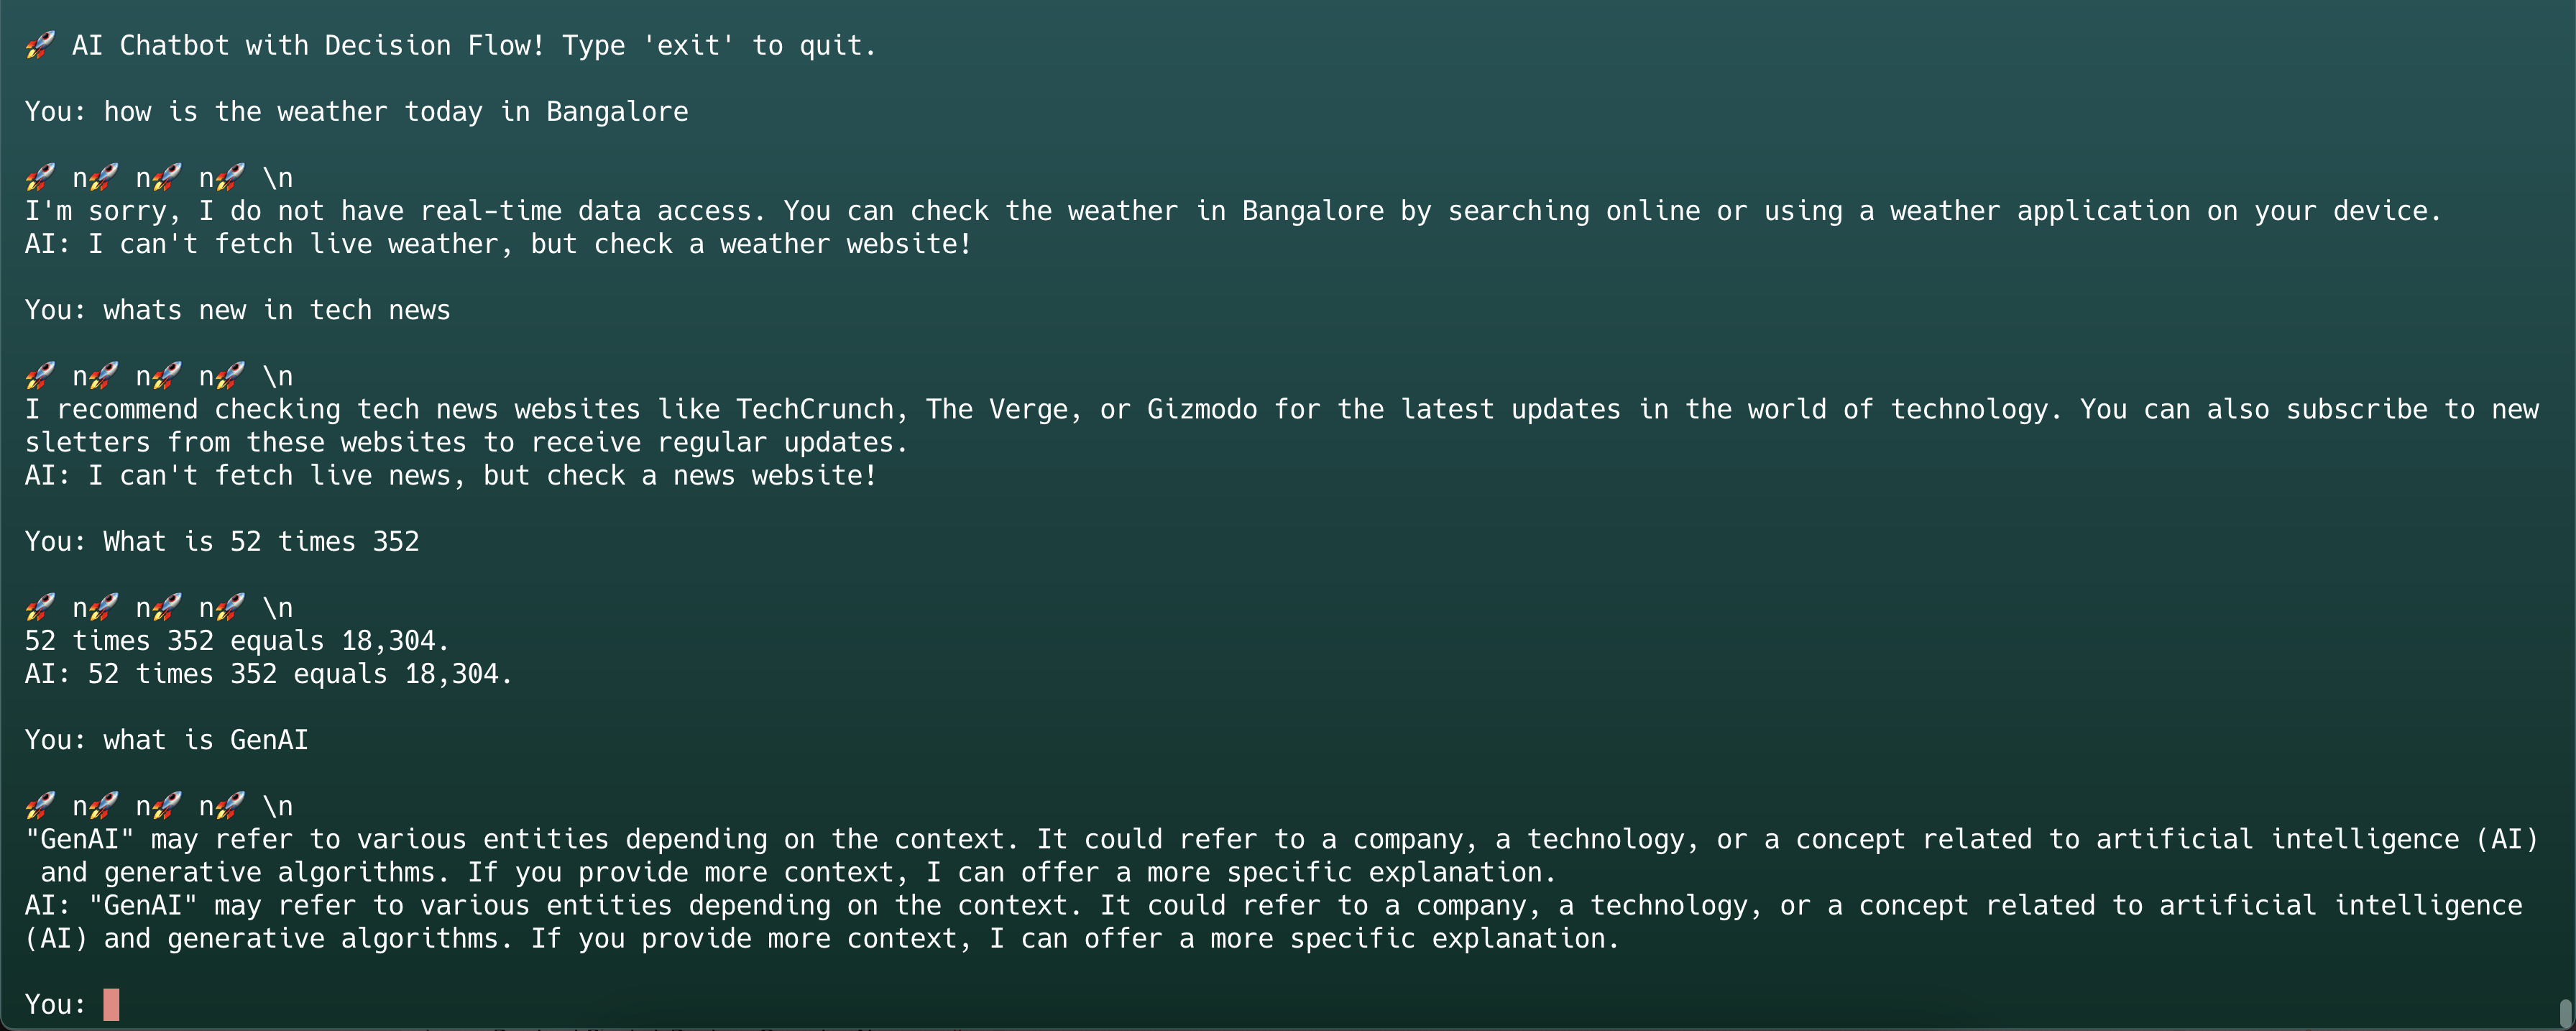 🚀 AI Chatbot with Decision Flow! Type 'exit' to quit.
You: how is the weather today in Bangalore
🚀 n🚀 n🚀 n🚀 \n
I'm sorry, I do not have real-time data access. You can check the weather in Bangalore by searching online or using a weather application on your device.
AI: I can't fetch live weather, but check a weather website!
You: whats new in tech news
🚀 n🚀 n🚀 n🚀 \n
I recommend checking tech news websites like TechCrunch, The Verge, or Gizmodo for the latest updates in the world of technology. You can also subscribe to new
sletters from these websites to receive regular updates.
AI: I can't fetch live news, but check a news website!
You: What is 52 times 352
🚀 n🚀 n🚀 n🚀 \n
52 times 352 equals 18,304.
AI: 52 times 352 equals 18,304.
You: what is GenAI
🚀 n🚀 n🚀 n🚀 \n
"GenAI" may refer to various entities depending on the context. It could refer to a company, a technology, or a concept related to artificial intelligence (AI)
 and generative algorithms. If you provide more context, I can offer a more specific explanation.
AI: "GenAI" may refer to various entities depending on the context. It could refer to a company, a technology, or a concept related to artificial intelligence
(AI) and generative algorithms. If you provide more context, I can offer a more specific explanation.
You: